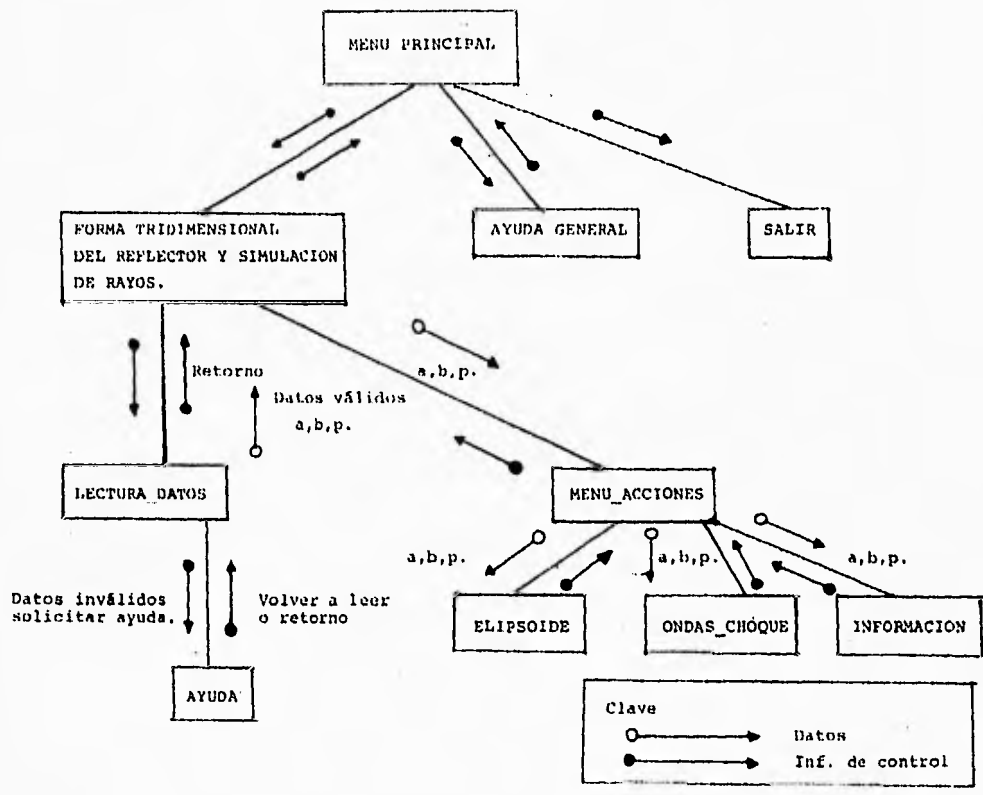 MENU PRINCIPAL
FORMA TRIDIMENSIONAL
DEL REFLECTOR Y SIMULACION
DE RAYOS.
AYUDA GENERAL
SALIR
Retorno
Datos válidos
a,b,p.
a,b,p.
LECTURA_DATOS
MENU_ACCIONES
a,b,p.
a,b,p.
a,b,p.
Datos inválidos
solicitar ayuda.
Volver a leer
o retorno
ELIPSOIDE
ONDAS_CHOQUE
INFORMACION
AYUDA
Clave
Datos
Inf. de control